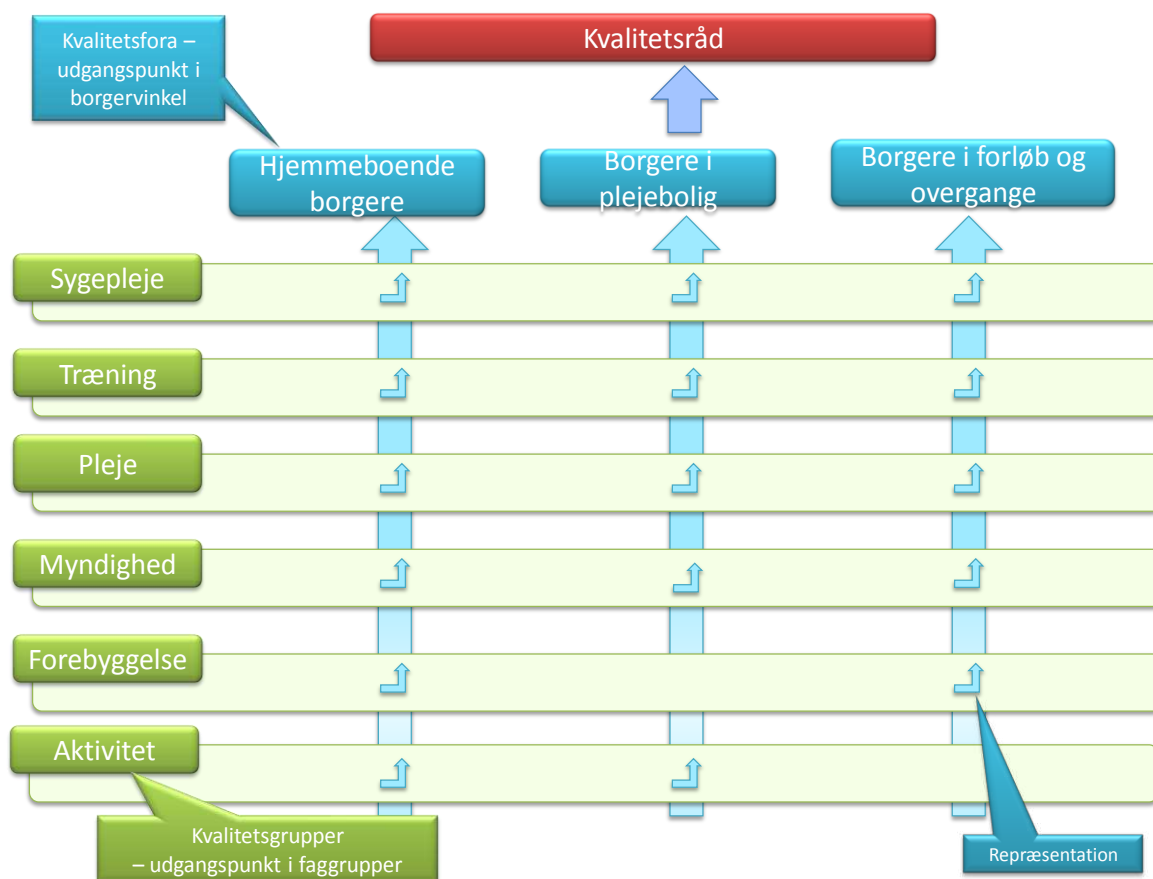 Kvalitetsråd
Kvalitetsfora –
udgangspunkt i
borgervinkel
Hjemmeboende
borgere
Borgere i
plejebolig
Borgere i forløb og
overgange
Sygepleje
Træning
Pleje
Myndighed
Forebyggelse
Aktivitet
Kvalitetsgrupper
– udgangspunkt i faggrupper
Repræsentation